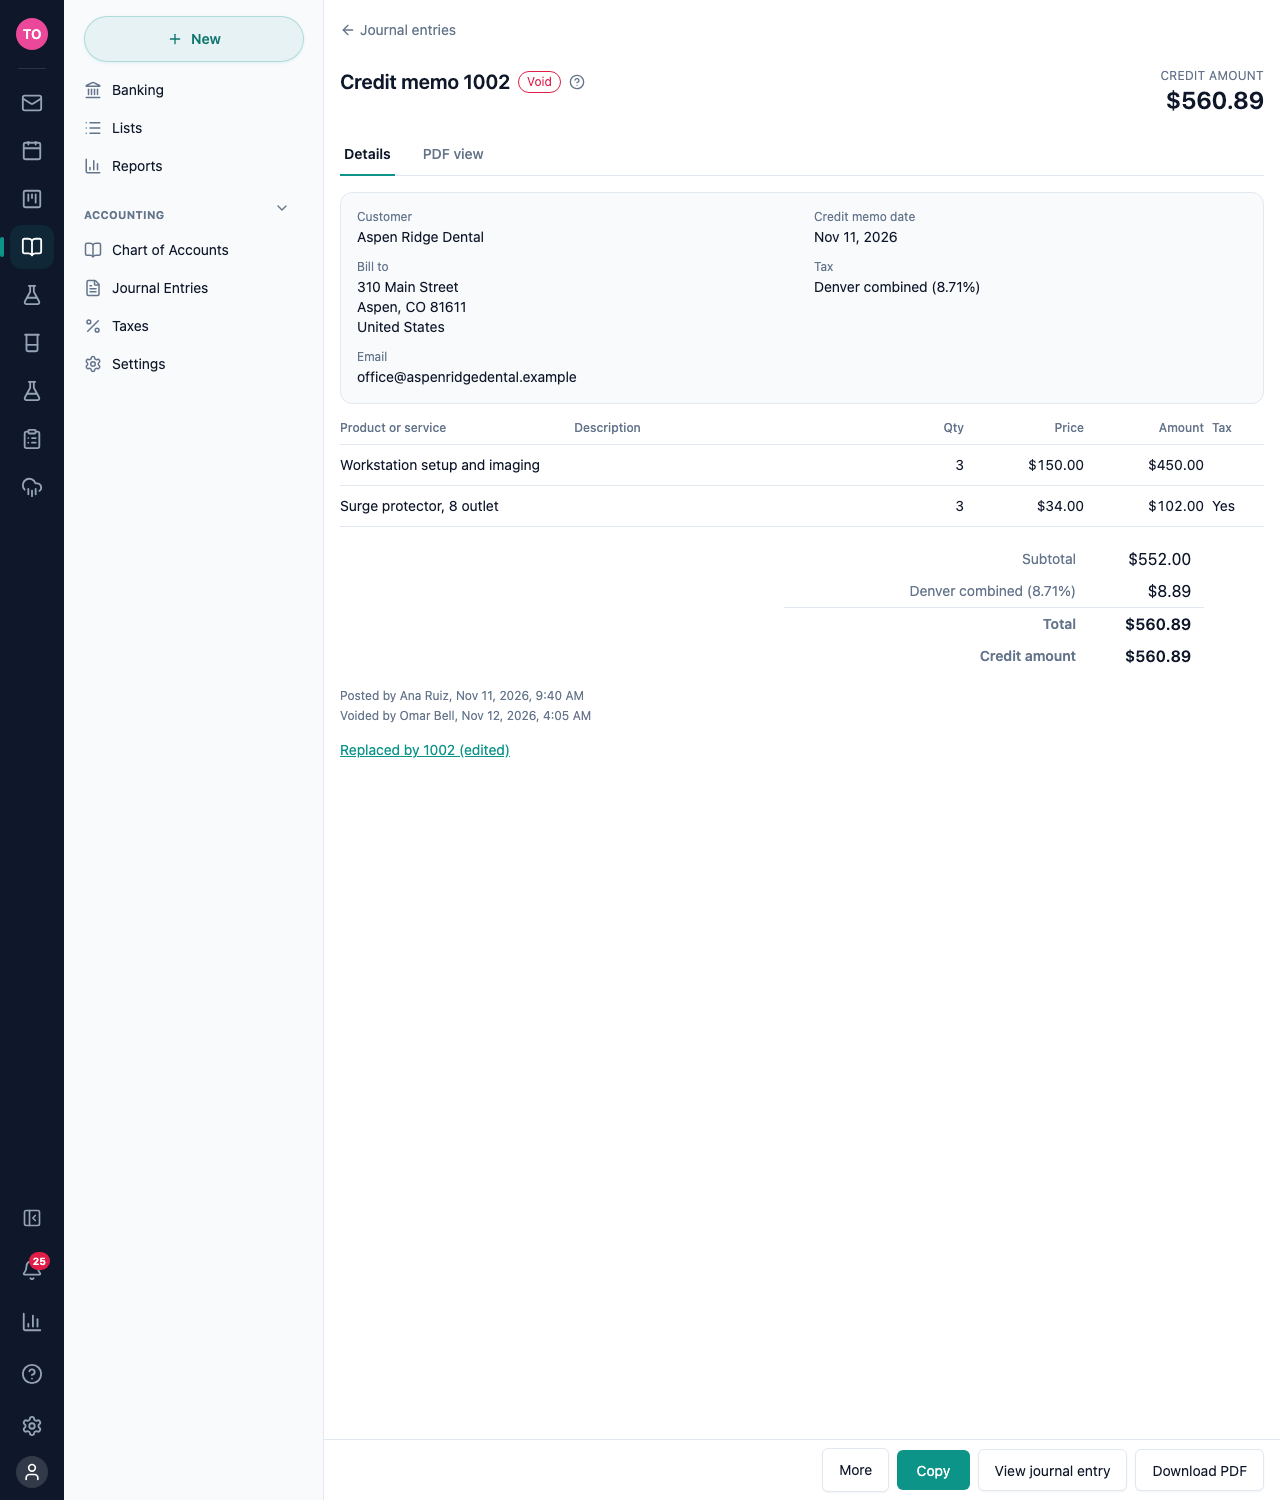 TO
New
Banking
Lists
Reports
ACCOUNTING
Chart of Accounts
Journal Entries
Taxes
Settings
25
Journal entries
Credit memo 1002 Void
CREDIT AMOUNT
$560.89
Details PDF view
Customer
Aspen Ridge Dental
Bill to
310 Main Street
Aspen, CO 81611
United States
Email
office@aspenridgedental.example
Credit memo date
Nov 11, 2026
Tax
Denver combined (8.71%)
Product or service Description Qty Price Amount Tax
Workstation setup and imaging 3 $150.00 $450.00
Surge protector, 8 outlet 3 $34.00 $102.00 Yes
Subtotal $552.00
Denver combined (8.71%) $8.89
Total $560.89
Credit amount $560.89
Posted by Ana Ruiz, Nov 11, 2026, 9:40 AM
Voided by Omar Bell, Nov 12, 2026, 4:05 AM
Replaced by 1002 (edited)
More Copy View journal entry Download PDF